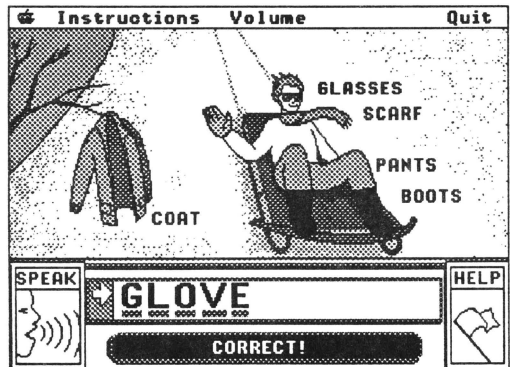 Instructions Volume Quit
GLASSES
SCARF
PANTS
BOOTS
COAT
SPEAK
HELP
GLOVE
CORRECT!